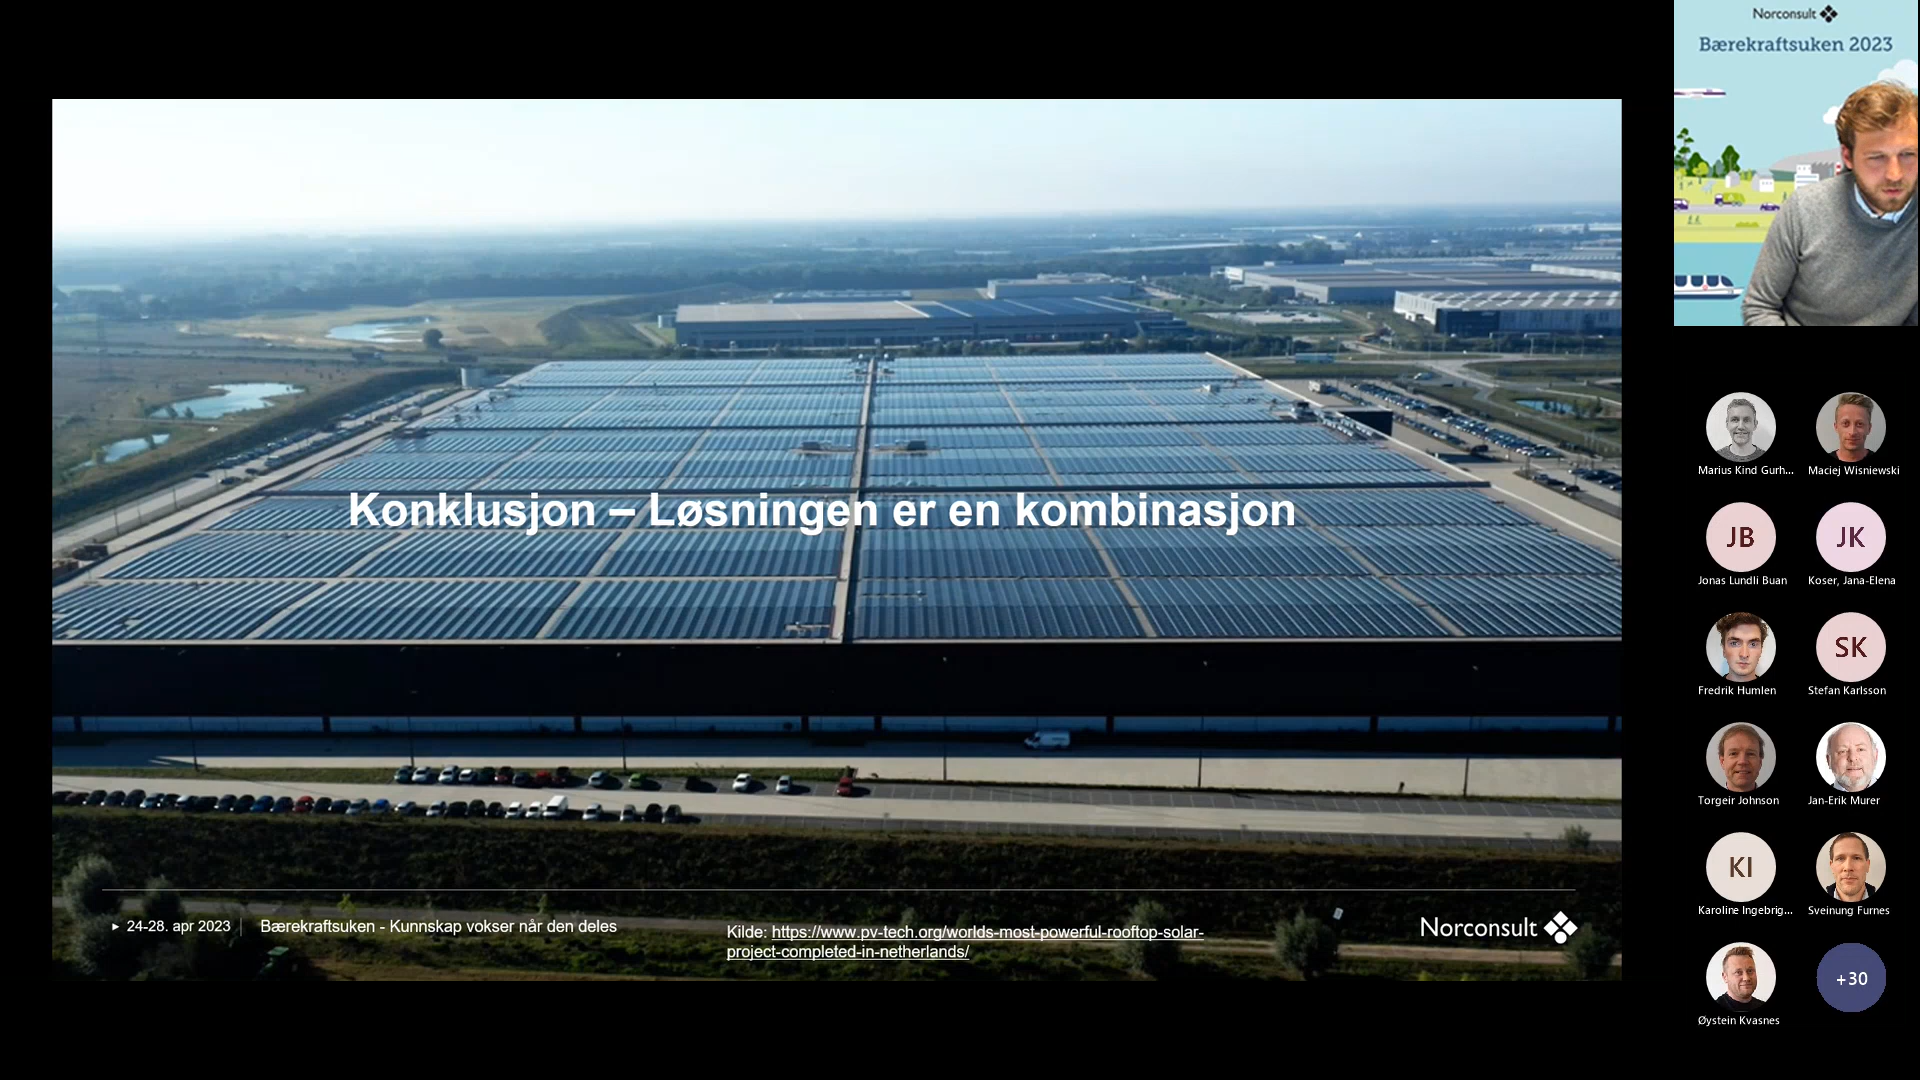 Norconsult
Bærekraftsuken 2023
Konklusjon – Løsningen er en kombinasjon
24-28. apr 2023
Bærekraftsuken - Kunnskap vokser når den deles
Kilde: https://www.pv-tech.org/worlds-most-powerful-rooftop-solar-
project-completed-in-netherlands/
Norconsult
Marius Kind Gurh...
Maciej Wisniewski
JB
JK
Jonas Lundli Buan
Koser, Jana-Elena
SK
Fredrik Humlen
Stefan Karlsson
Torgeir Johnson
Jan-Erik Murer
KI
Karoline Ingebrig...
Sveinung Furnes
+30
Øystein Kvasnes